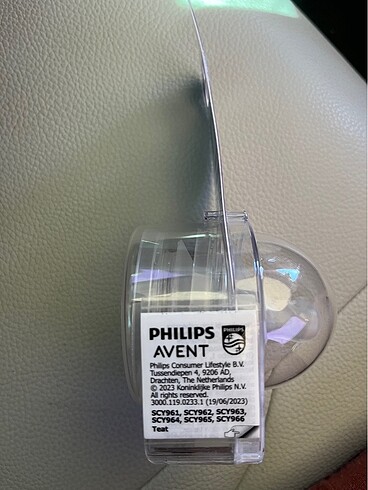 PHILIPS
AVENT
PHILIPS
Philips Consumer Lifestyle B.V.
Tussendiepen 4, 9206 AD,
Drachten, The Netherlands
© 2023 Koninklijke Philips N.V.
All rights reserved.
3000.119.0233.1 (19/06/2023)
SCY961, SCY962, SCY963,
SCY964, SCY965, SCY966
Teat